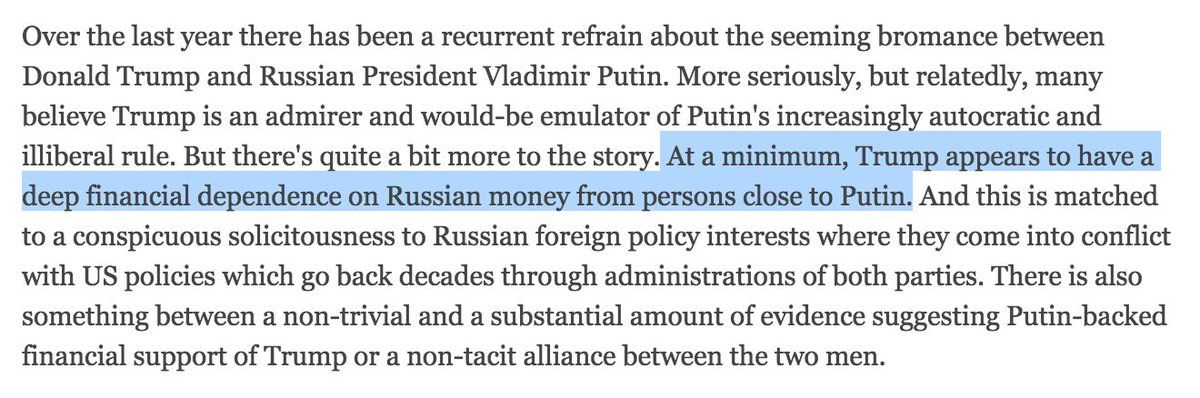 Over the last year there has been a recurrent refrain about the seeming bromance between
Donald Trump and Russian President Vladimir Putin. More seriously, but relatedly, many
believe Trump is an admirer and would-be emulator of Putin's increasingly autocratic and
illiberal rule. But there's quite a bit more to the story. At a minimum, Trump appears to have a
deep financial dependence on Russian money from persons close to Putin. And this is matched
to a conspicuous solicitousness to Russian foreign policy interests where they come into conflict
with US policies which go back decades through administrations of both parties. There is also
something between a non-trivial and a substantial amount of evidence suggesting Putin-backed
financial support of Trump or a non-tacit alliance between the two men.